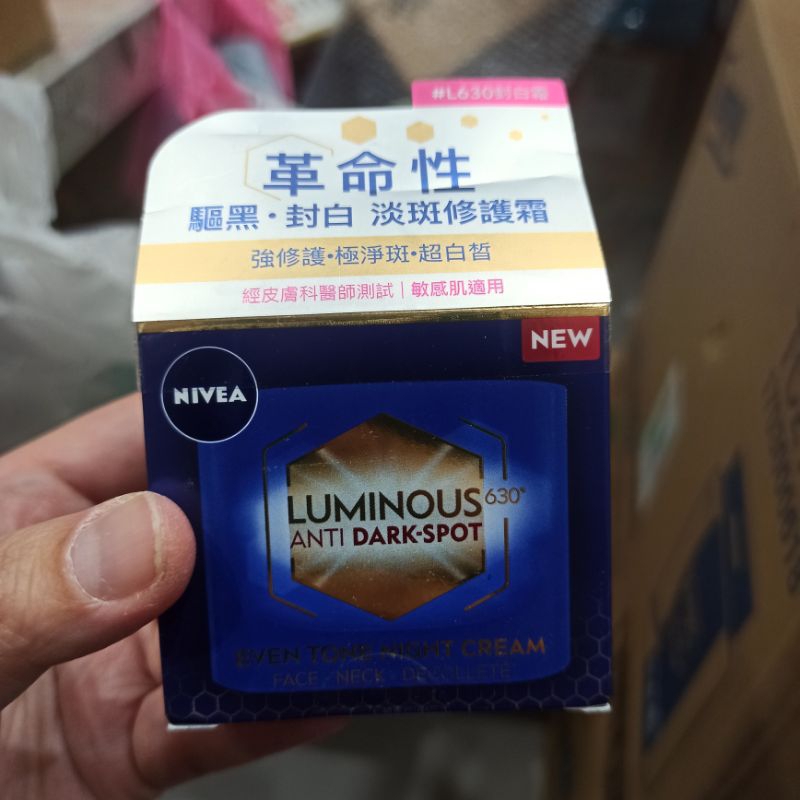 #L630封白霜
革命性
驅黑·封白 淡斑修護霜
強修護·極淨斑·超白皙
經皮膚科醫師測試｜敏感肌適用
NEW
NIVEA
LUMINOUS 630®
ANTI DARK-SPOT
EVEN TONE NIGHT CREAM
FACE - NECK - DÉCOLLETÉ